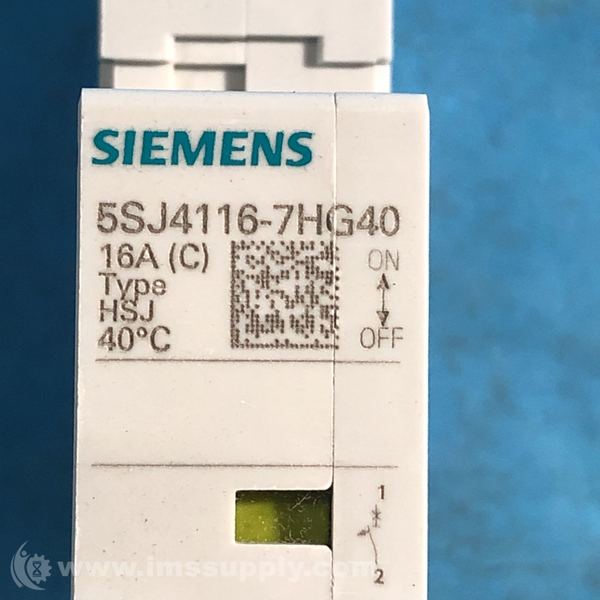 SIEMENS
5SJ4116-7HG40
16A (C)
Type
HSJ
40°C
ON
OFF
1
2
www.imssupply.com